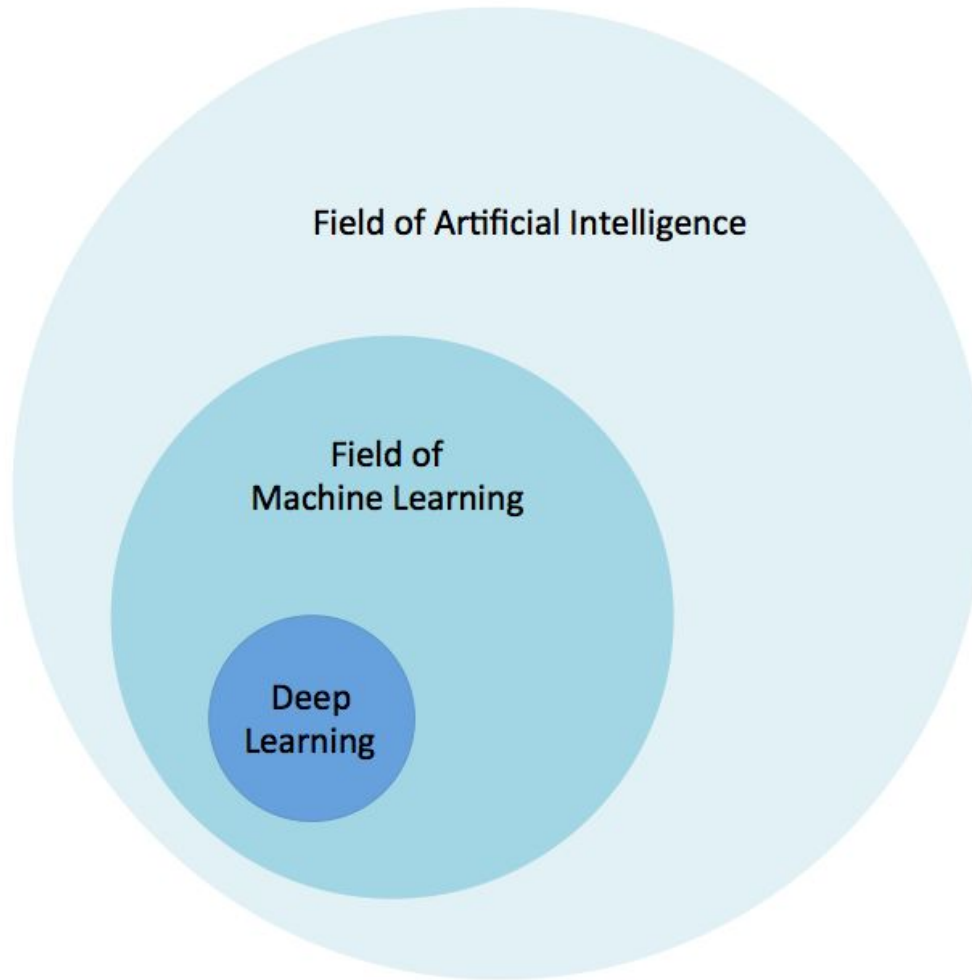 Field of Artificial Intelligence
Field of
Machine Learning
Deep
Learning